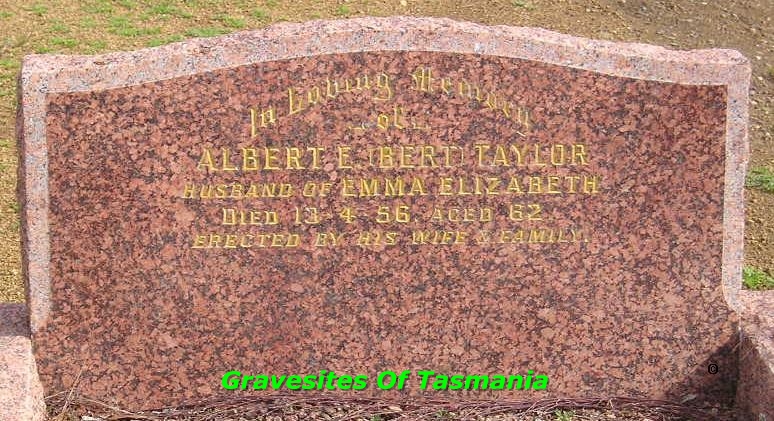 In Loving Memory
of
ALBERT E. (BERT) TAYLOR
HUSBAND OF EMMA ELIZABETH
DIED 13-4-56. AGED 62
ERECTED BY HIS WIFE & FAMILY.
©
Gravesites Of Tasmania